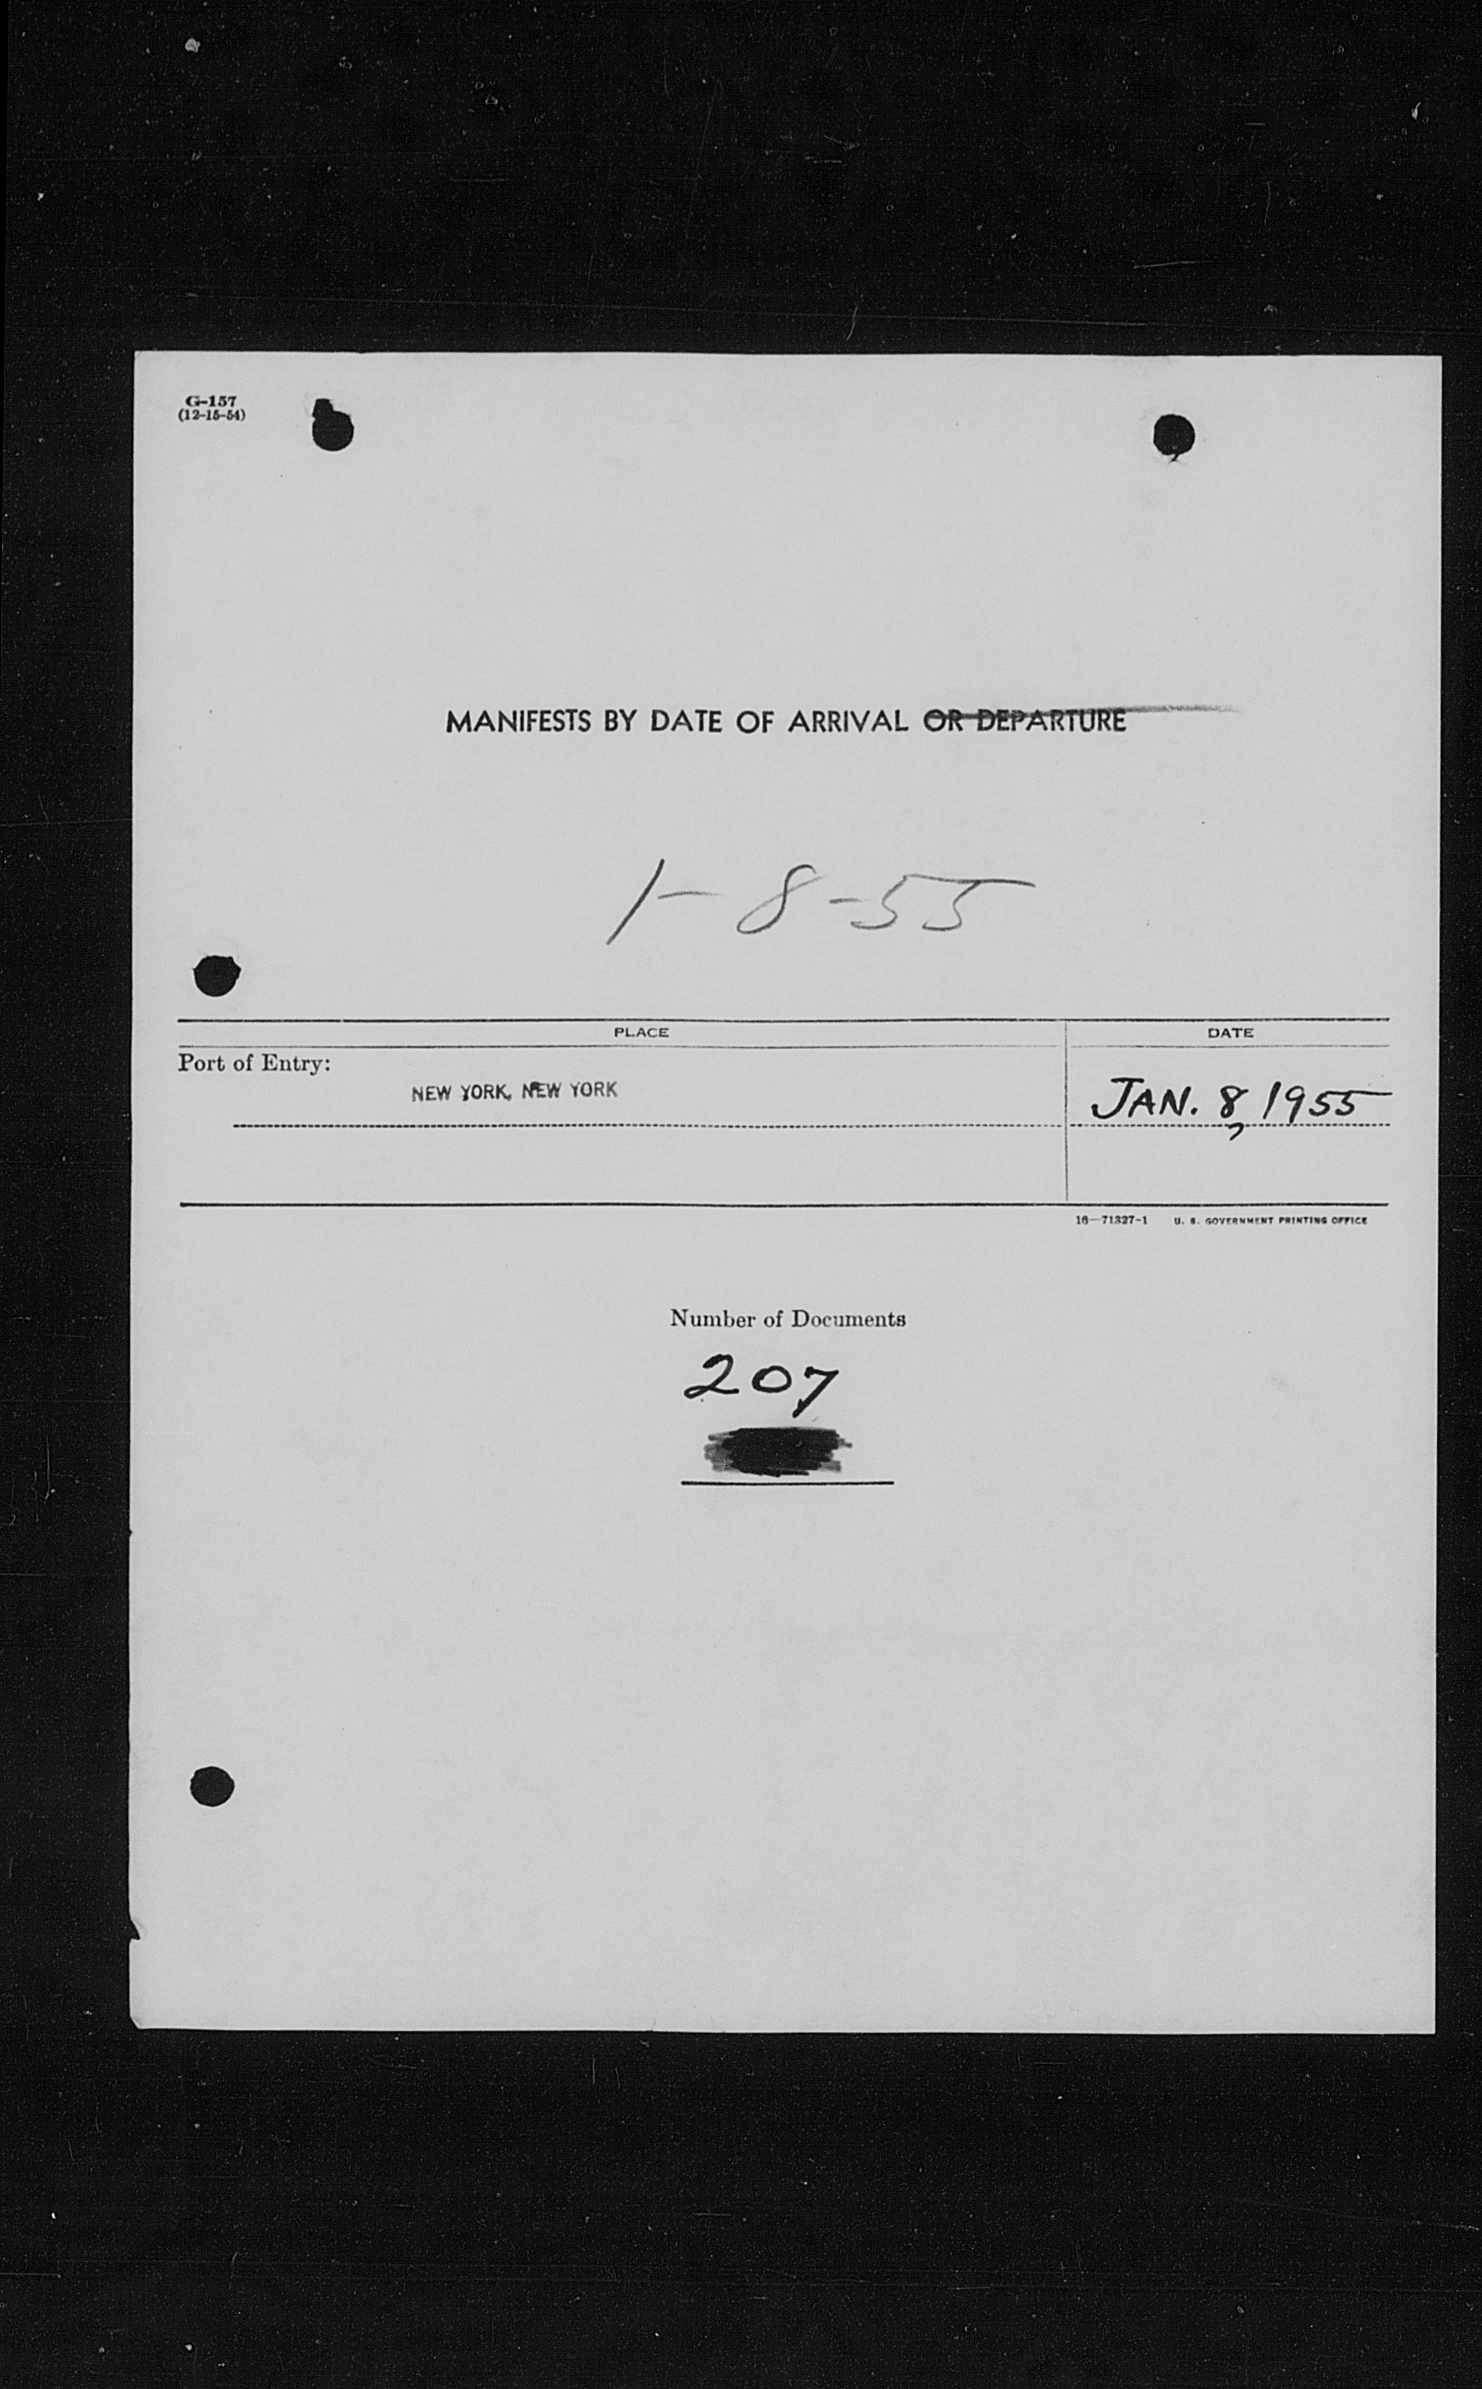 G-157
(12-15-54)
MANIFESTS BY DATE OF ARRIVAL OR DEPARTURE
1-8-55
PLACE DATE
Port of Entry:
NEW YORK, NEW YORK JAN. 8, 1955
16—71327-1 U. S. GOVERNMENT PRINTING OFFICE
Number of Documents
207